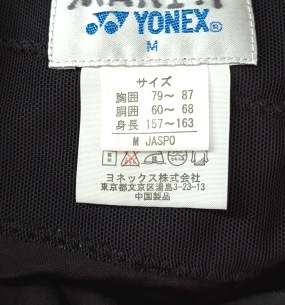 YONEX®
M
サイズ
胸囲 79～ 87
胴囲 60～ 68
身長 157～163
M JASPO
ヨネックス株式会社
東京都文京区湯島3-23-13
中国製品